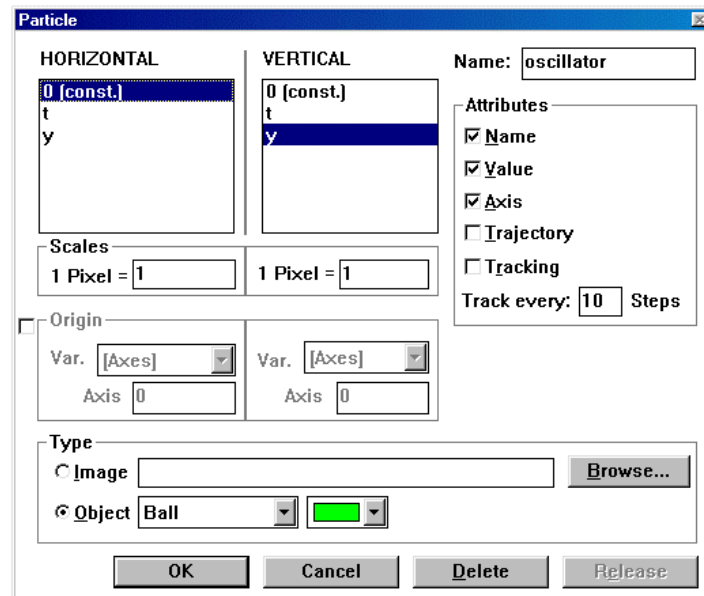 Particle
HORIZONTAL
0 (const.)
t
y
VERTICAL
0 (const.)
t
y
Name: oscillator
Attributes
Name
Value
Axis
Trajectory
Tracking
Track every: 10 Steps
Scales
1 Pixel = 1
1 Pixel = 1
Origin
Var. [Axes]
Axis 0
Var. [Axes]
Axis 0
Type
Image
Browse...
Object Ball
OK Cancel Delete Release